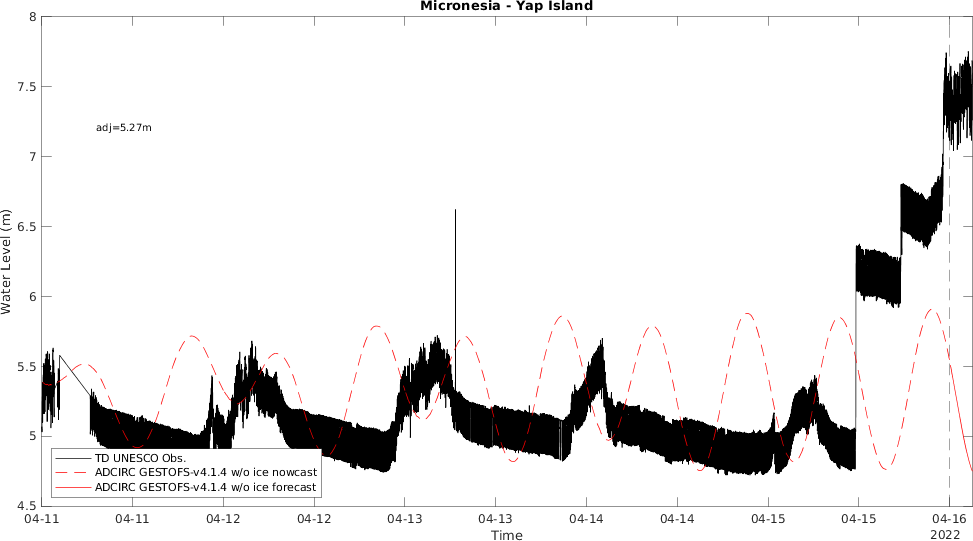 Micronesia - Yap Island
8
7.5
7
6.5
6
5.5
5
4.5
Water Level (m)
adj=5.27m
TD UNESCO Obs.
ADCIRC GESTOFS-v4.1.4 w/o ice nowcast
ADCIRC GESTOFS-v4.1.4 w/o ice forecast
04-11 04-11 04-12 04-12 04-13 04-13 04-14 04-14 04-15 04-15 04-16
Time 2022